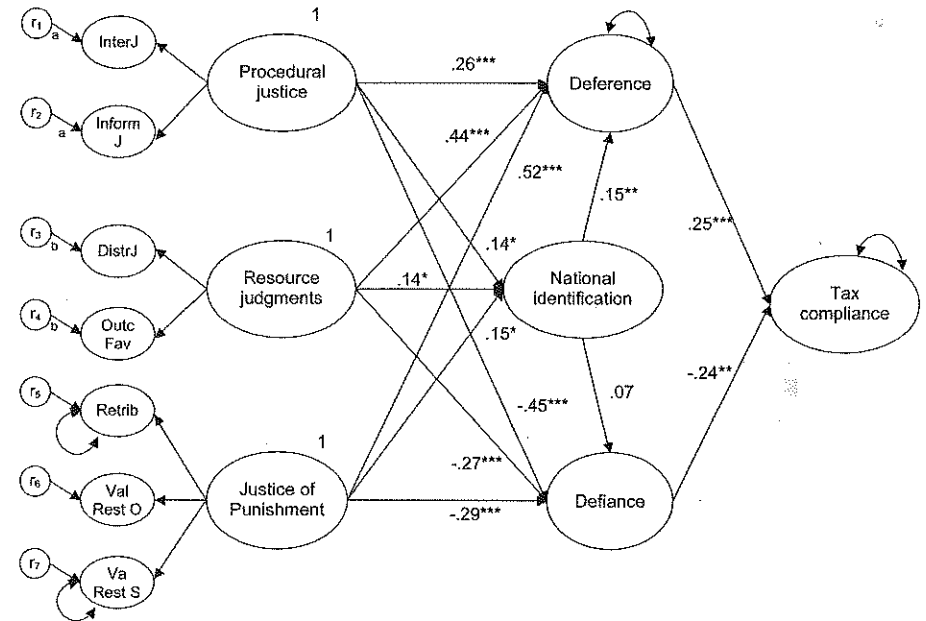 1
r1
a
InterJ
Procedural
justice
.26***
Deference
r2
a
Inform
J
.44***
.52***
.15**
.25***
r3
b
DistrJ
1
Resource
judgments
.14*
.14*
National
identification
Tax
compliance
r4
b
Outc
Fav
.15*
r5
Retrib
-.45***
.07
-.24**
1
r6
Val
Rest O
Justice of
Punishment
-.27***
-.29***
Defiance
r7
Va
Rest S